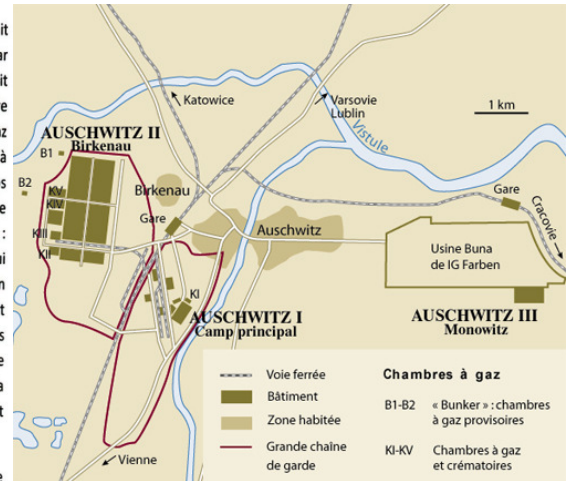 Katowice
Varsovie
Lublin
1 km
Vistule
AUSCHWITZ II
Birkenau
B1
B2
KV
KIV
KIII
KII
Birkenau
Gare
Auschwitz
Gare
Cracovie
Usine Buna
de IG Farben
KI
AUSCHWITZ I
Camp principal
AUSCHWITZ III
Monowitz
Vienne
Voie ferrée
Bâtiment
Zone habitée
Grande chaîne
de garde
Chambres à gaz
B1-B2 « Bunker » : chambres
à gaz provisoires
KI-KV Chambres à gaz
et crématoires